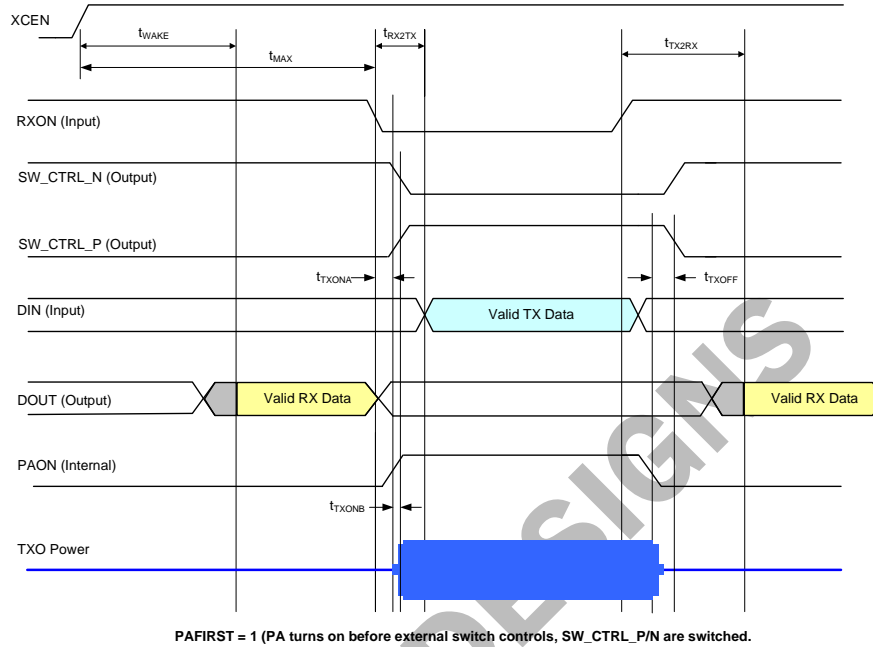 XCEN
tWAKE
tRX2TX
tTX2RX
tMAX
RXON (Input)
SW_CTRL_N (Output)
SW_CTRL_P (Output)
tTXONA
tTXOFF
DIN (Input)
Valid TX Data
DOUT (Output)
Valid RX Data
Valid RX Data
PAON (Internal)
tTXONB
TXO Power
DESIGNS
PAFIRST = 1 (PA turns on before external switch controls, SW_CTRL_P/N are switched.